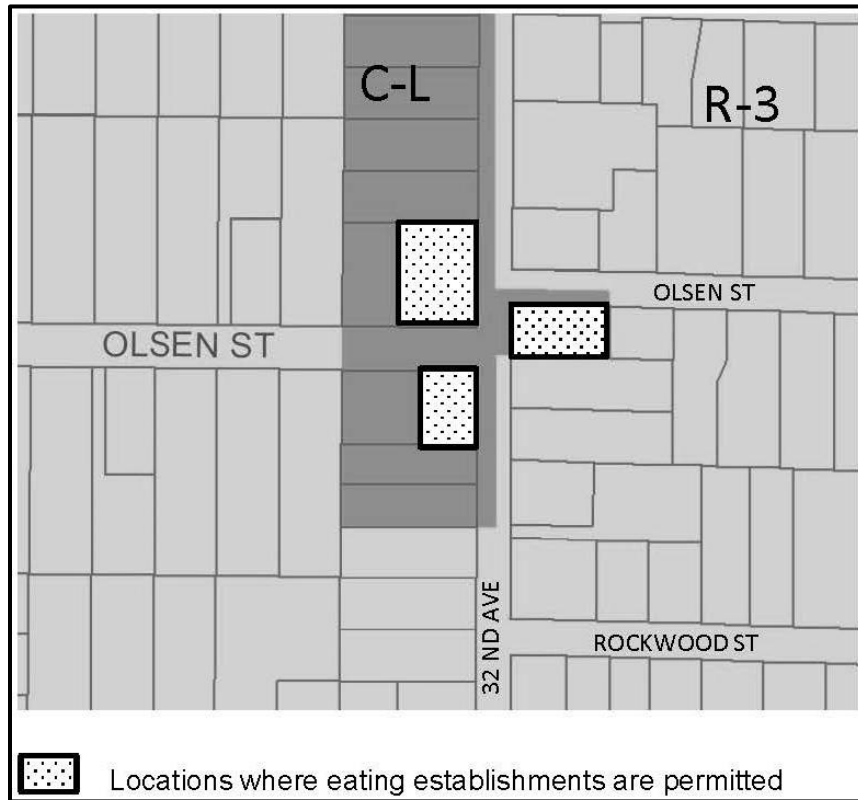 C-L
R-3
OLSEN ST
OLSEN ST
32 ND AVE
ROCKWOOD ST
Locations where eating establishments are permitted